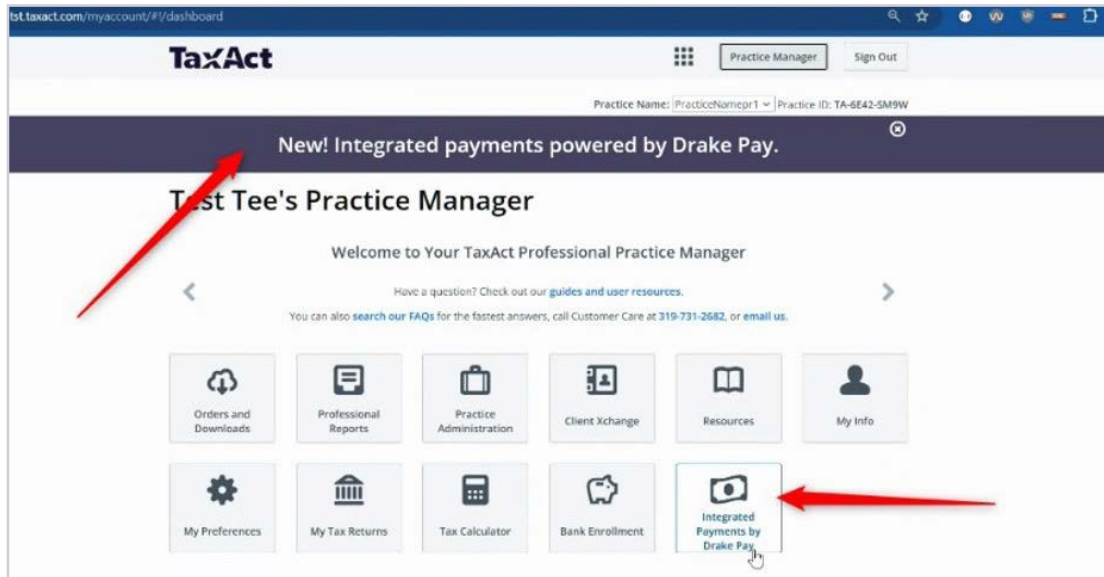 tst.taxact.com/myaccount/#!/dashboard
TaxAct
Practice Manager
Sign Out
Practice Name: PracticeNamepr1 Practice ID: TA-6E42-SM9W
New! Integrated payments powered by Drake Pay.
Test Tee's Practice Manager
Welcome to Your TaxAct Professional Practice Manager
Have a question? Check out our guides and user resources.
You can also search our FAQs for the fastest answers, call Customer Care at 319-731-2682, or email us.
Orders and
Downloads
Professional
Reports
Practice
Administration
Client Xchange
Resources
My Info
My Preferences
My Tax Returns
Tax Calculator
Bank Enrollment
Integrated
Payments by
Drake Pay